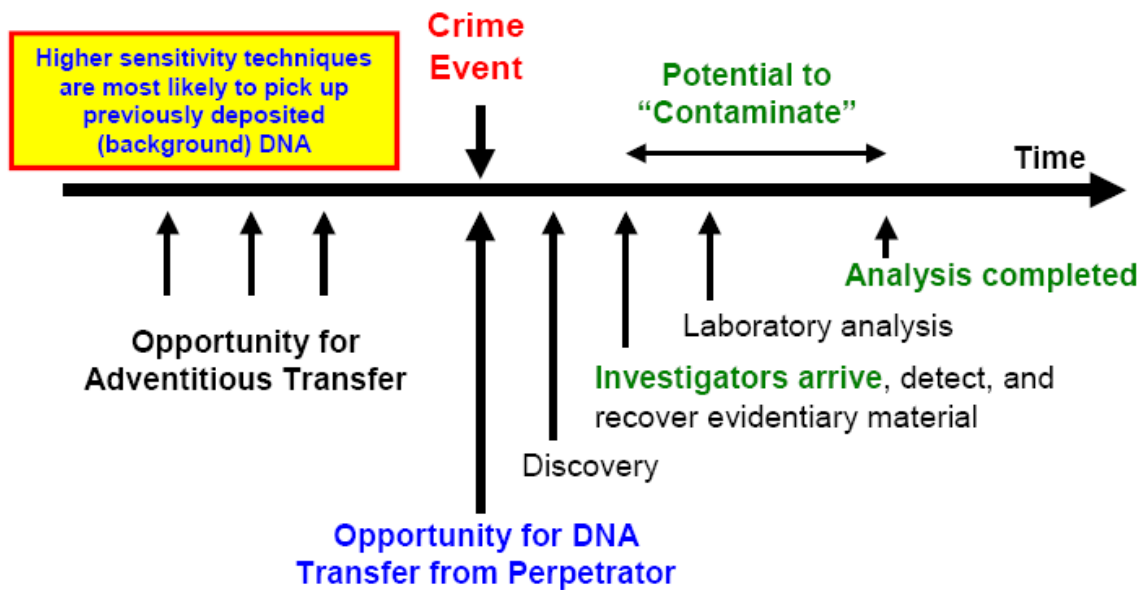 Higher sensitivity techniques
are most likely to pick up
previously deposited
(background) DNA
Crime
Event
Potential to
“Contaminate”
Time
Opportunity for
Adventitious Transfer
Analysis completed
Laboratory analysis
Investigators arrive, detect, and
recover evidentiary material
Discovery
Opportunity for DNA
Transfer from Perpetrator